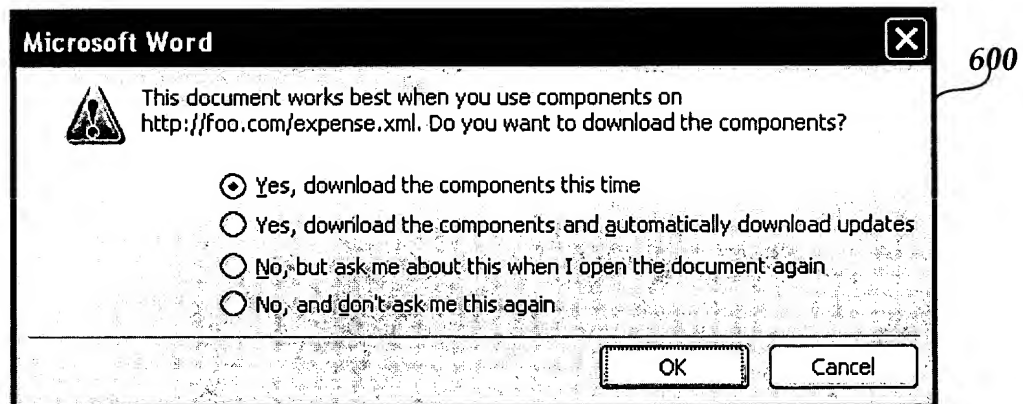 Microsoft Word
600
This document works best when you use components on
http://foo.com/expense.xml. Do you want to download the components?
Yes, download the components this time
Yes, download the components and automatically download updates
No, but ask me about this when I open the document again
No, and don't ask me this again
OK
Cancel